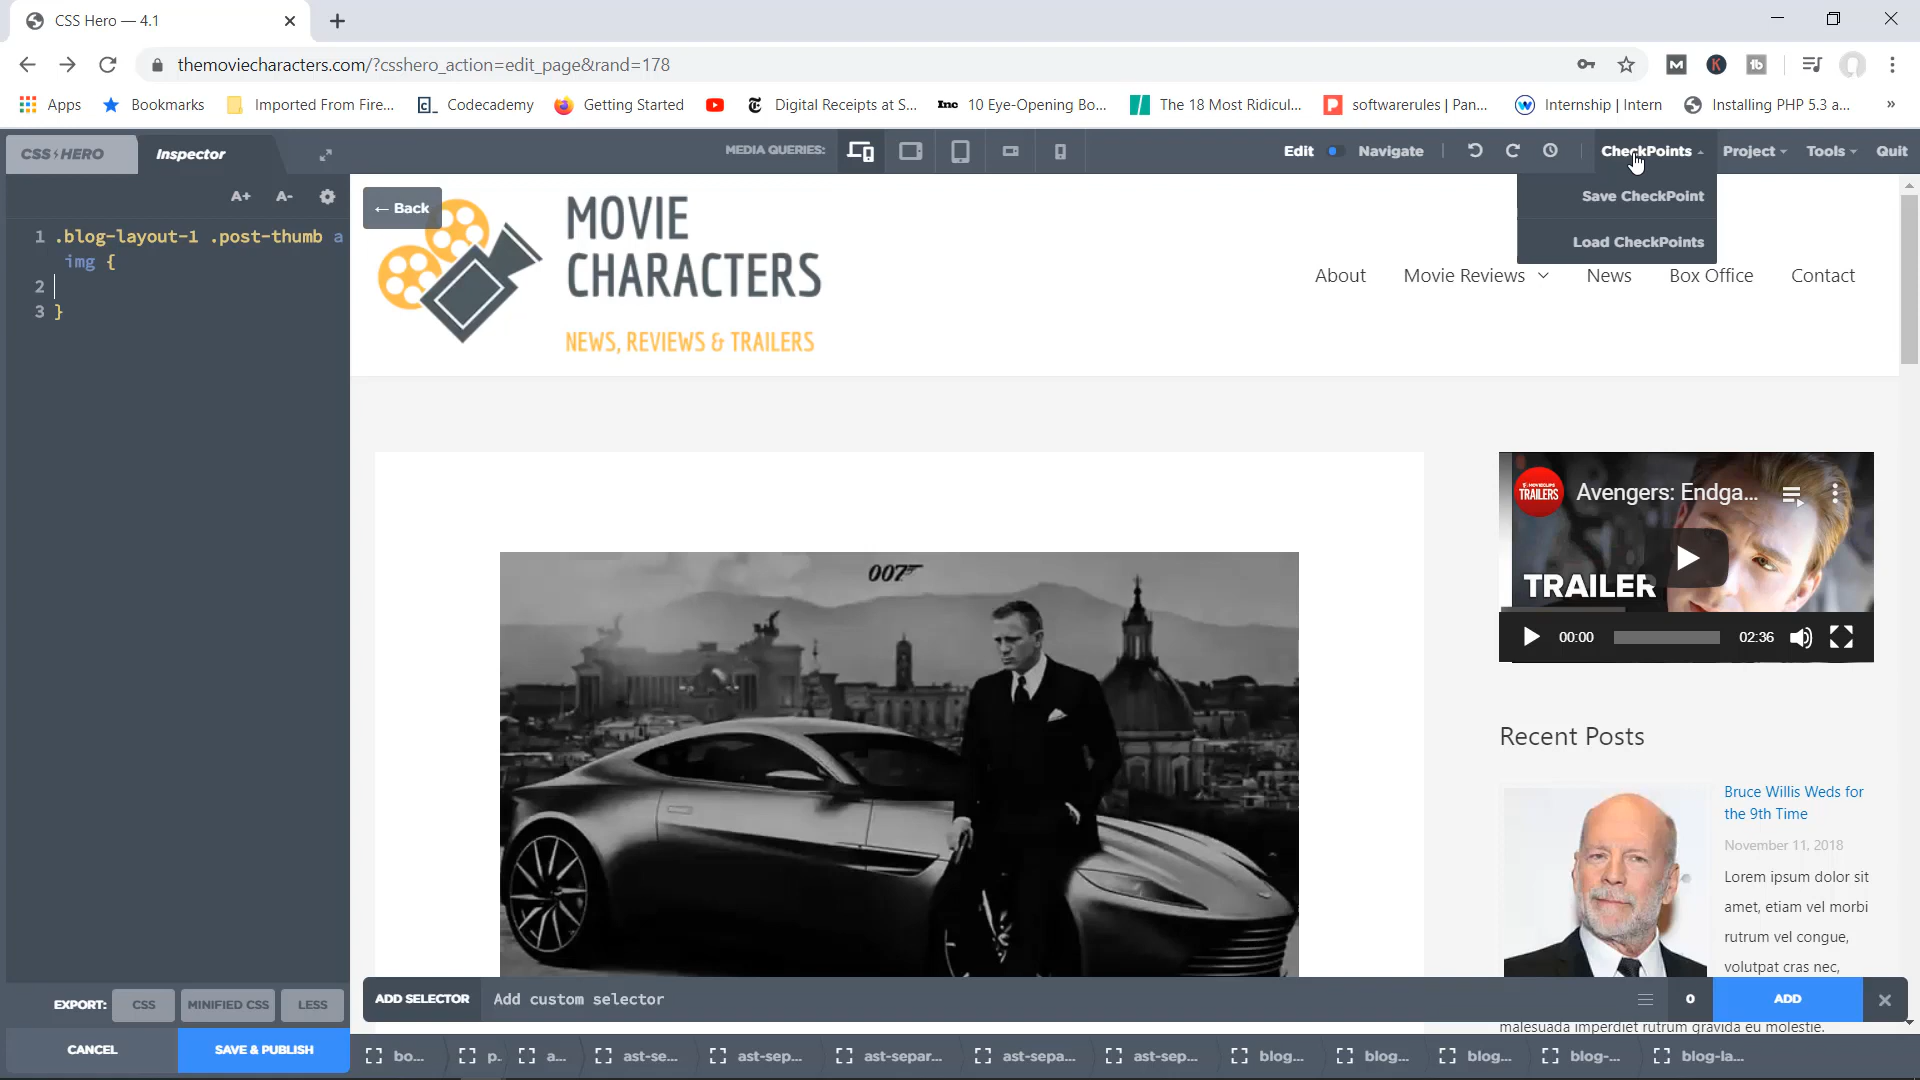 CSS Hero — 4.1
themoviecharacters.com/?csshero_action=edit_page&rand=178
Apps
Bookmarks
Imported From Fire...
Codecademy
Getting Started
Digital Receipts at S...
Inc 10 Eye-Opening Bo...
The 18 Most Ridicul...
softwarerules | Pan...
Internship | Intern
Installing PHP 5.3 a...
»
CSS HERO
Inspector
MEDIA QUERIES:
Edit
Navigate
CheckPoints
Project
Tools
Quit
Save CheckPoint
Load CheckPoints
A+ A-
1 .blog-layout-1 .post-thumb a
img {
2
3 }
← Back
MOVIE
CHARACTERS
NEWS, REVIEWS & TRAILERS
About
Movie Reviews
News
Box Office
Contact
007
TRAILERS
Avengers: Endga...
TRAILER
00:00
02:36
Recent Posts
Bruce Willis Weds for
the 9th Time
November 11, 2018
Lorem ipsum dolor sit
amet, etiam vel morbi
rutrum vel congue,
volutpat cras nec,
malesuada imperdiet rutrum gravida eu molestie.
EXPORT:
CSS
MINIFIED CSS
LESS
CANCEL
SAVE & PUBLISH
ADD SELECTOR
Add custom selector
0
ADD
bo...
p.
a...
ast-se...
ast-sep...
ast-separ...
ast-sepa...
ast-sep...
blog...
blog...
blog...
blog-...
blog-la...